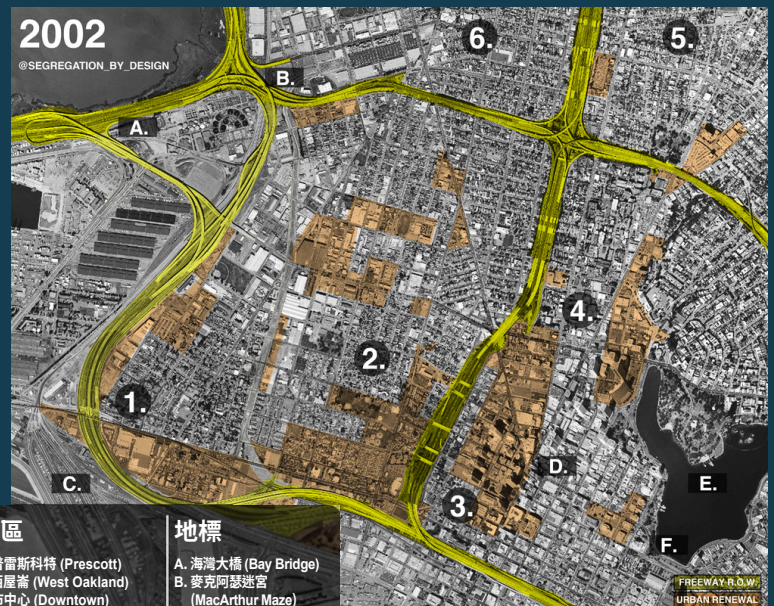 2002
@SEGREGATION_BY_DESIGN
6.
5.
B.
A.
4.
2.
1.
D.
C.
E.
3.
F.
區
雷斯科特 (Prescott)
屋崙 (West Oakland)
中心 (Downtown)
地標
A. 海灣大橋 (Bay Bridge)
B. 麥克阿瑟迷宮
(MacArthur Maze)
FREEWAY R.O.W.
URBAN RENEWAL